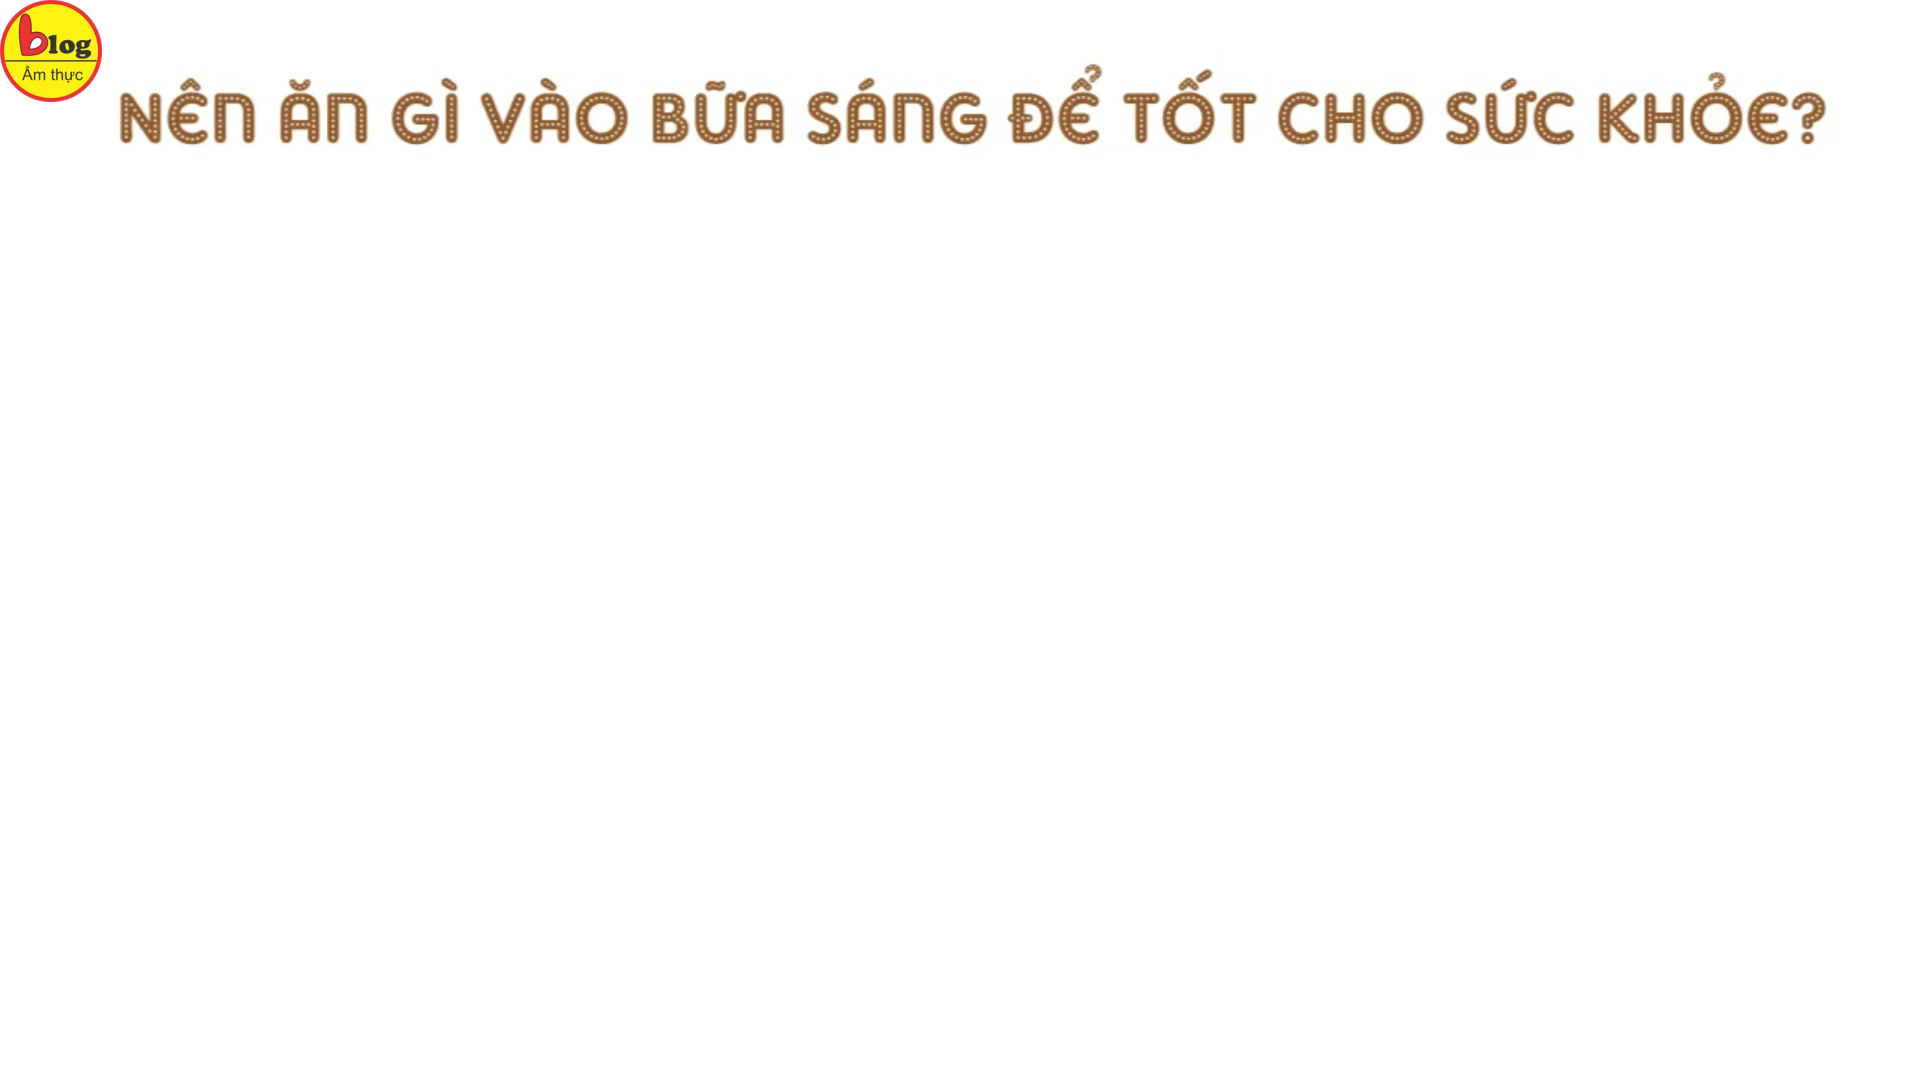 blog
Ẩm thực
NÊN ĂN GÌ VÀO BỮA SÁNG ĐỂ TỐT CHO SỨC KHỎE?